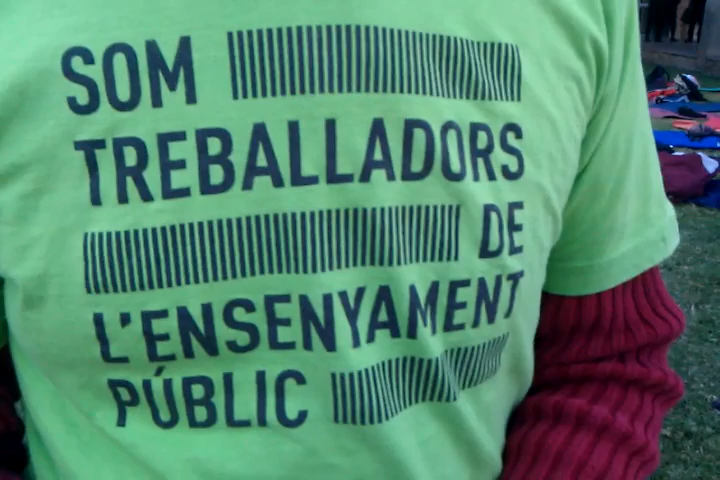 SOM
TREBALLADORS
DE
L'ENSENYAMENT
PÚBLIC